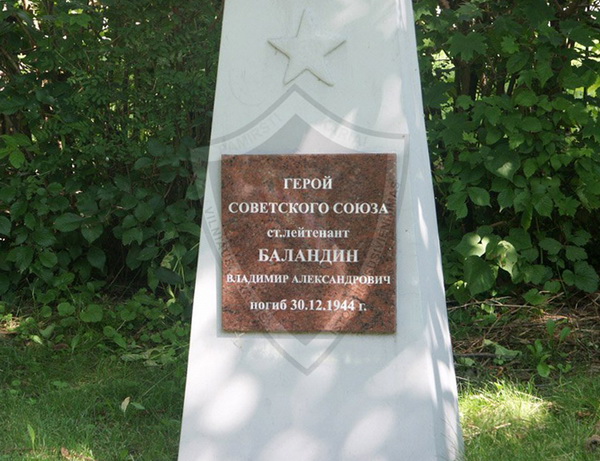 ГЕРОЙ
СОВЕТСКОГО СОЮЗА
ст.лейтенант
БАЛАНДИН
ВЛАДИМИР АЛЕКСАНДРОВИЧ
погиб 30.12.1944 г.